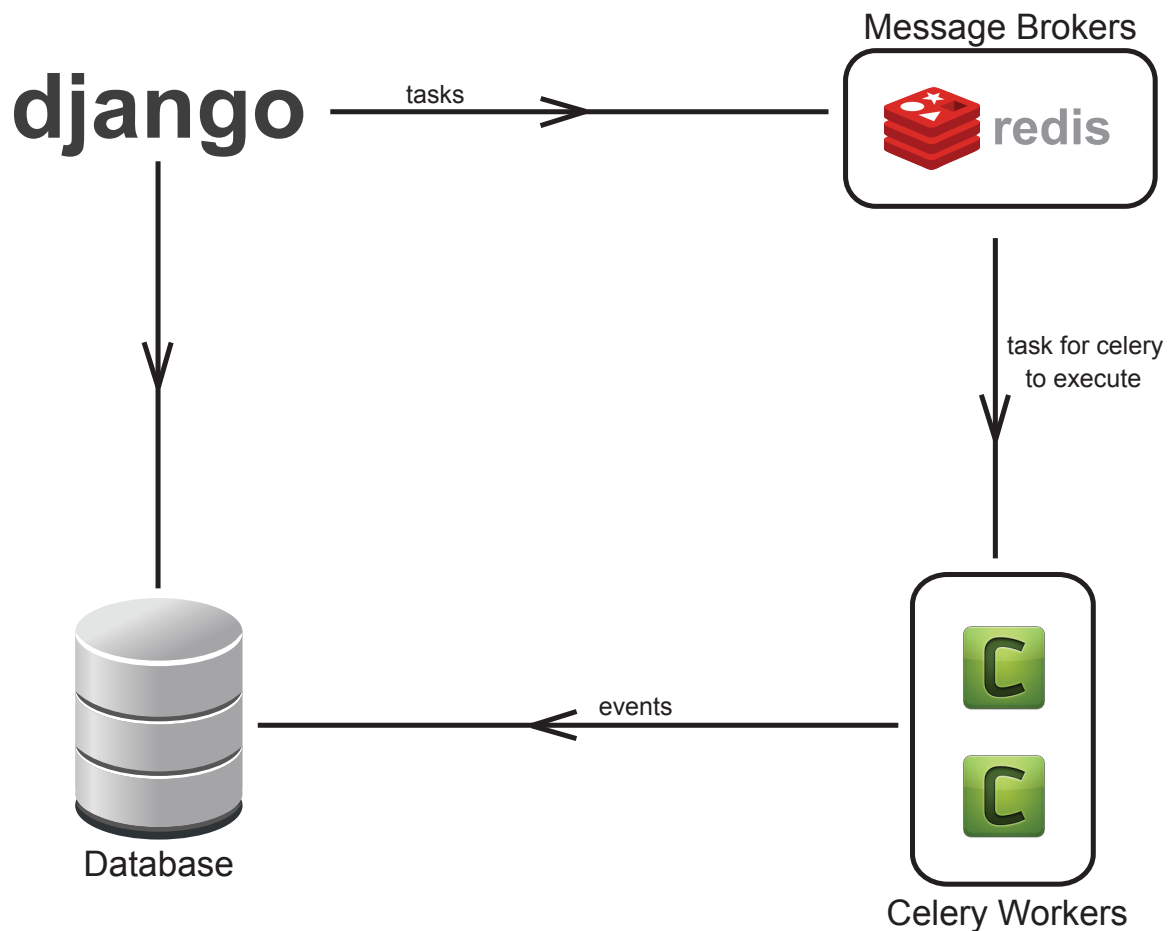 Message Brokers
django
tasks
redis
task for celery
to execute
C
events
C
Database
Celery Workers